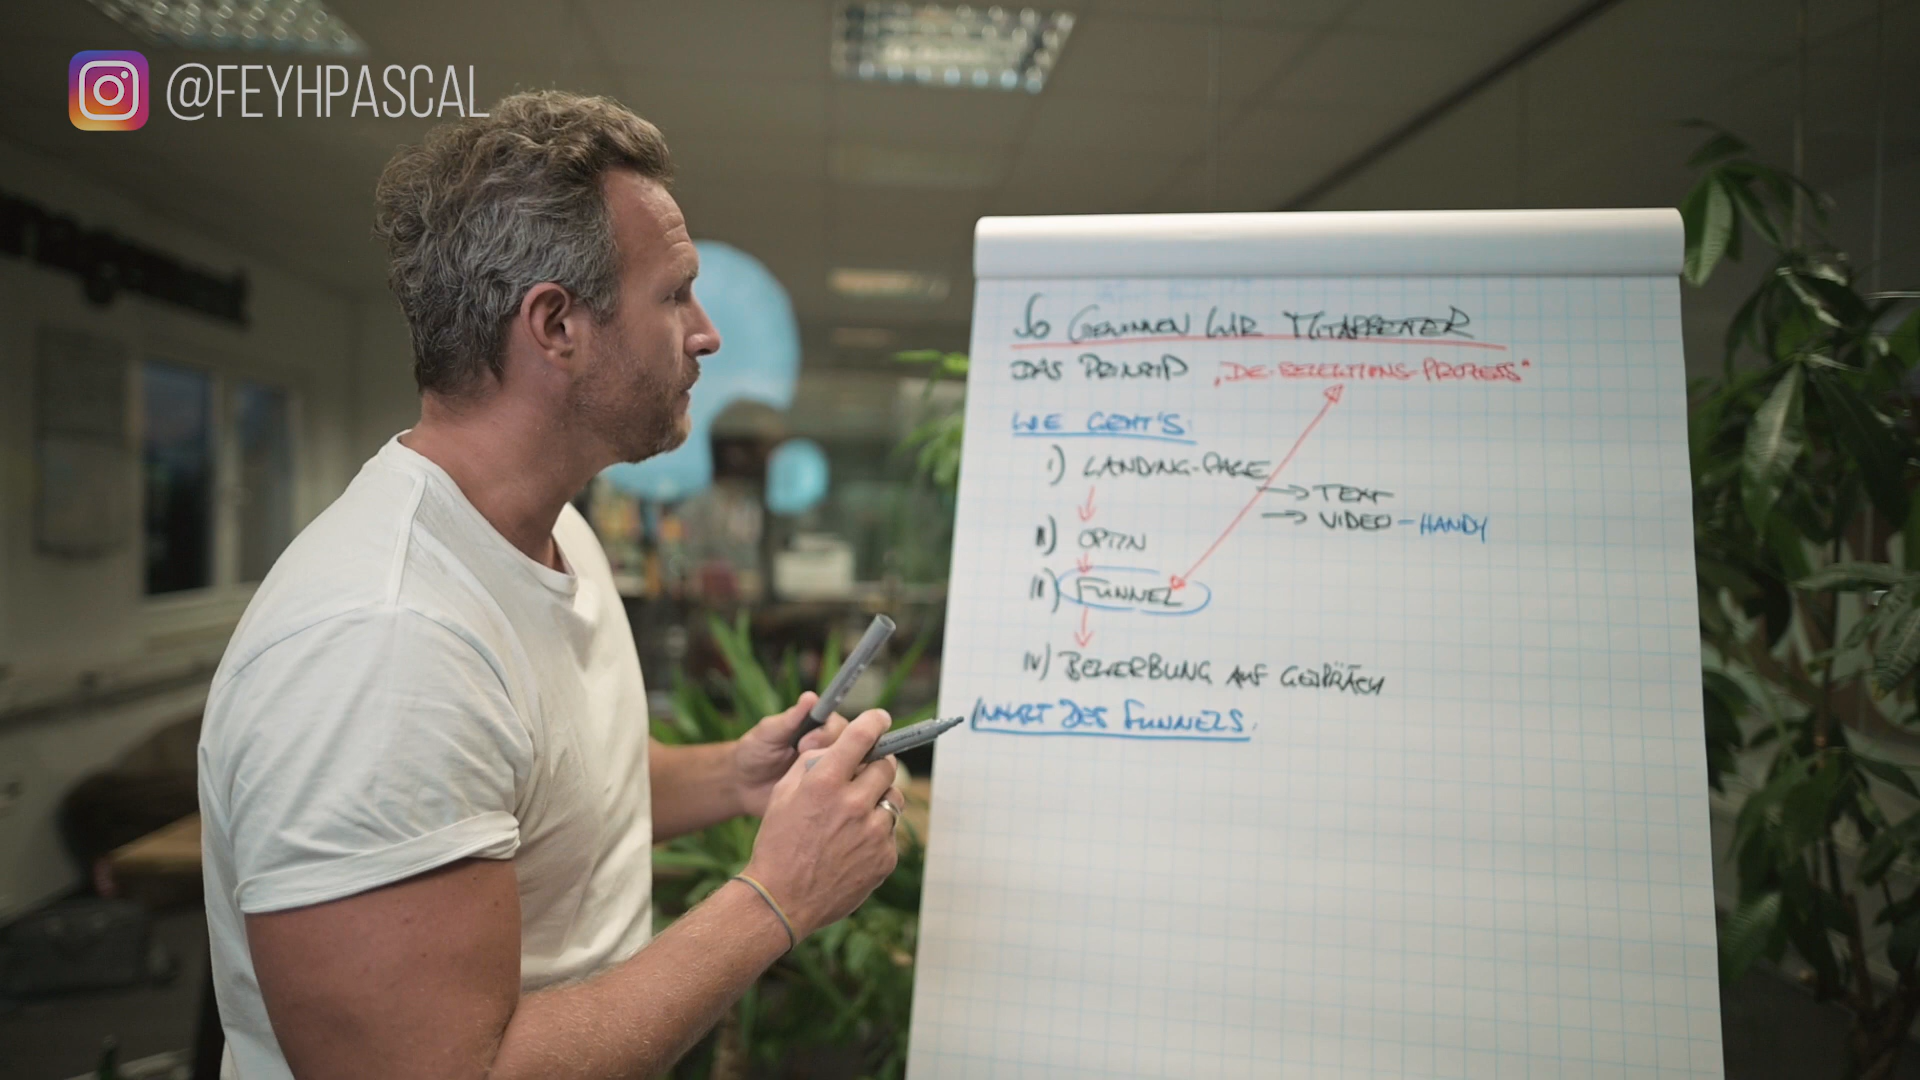 @FEYHPASCAL
SO GEWINNEN WIR MITARBEITER
DAS PRINZIP „DE-SELEKTIONS-PROZESS"
WIE GEHT'S:
I) LANDING-PAGE
→ TEXT
→ VIDEO - HANDY
II) OPTIN
III) FUNNEL
IV) BEWERBUNG AUF GESPRÄCH
INHALT DES FUNNELS: